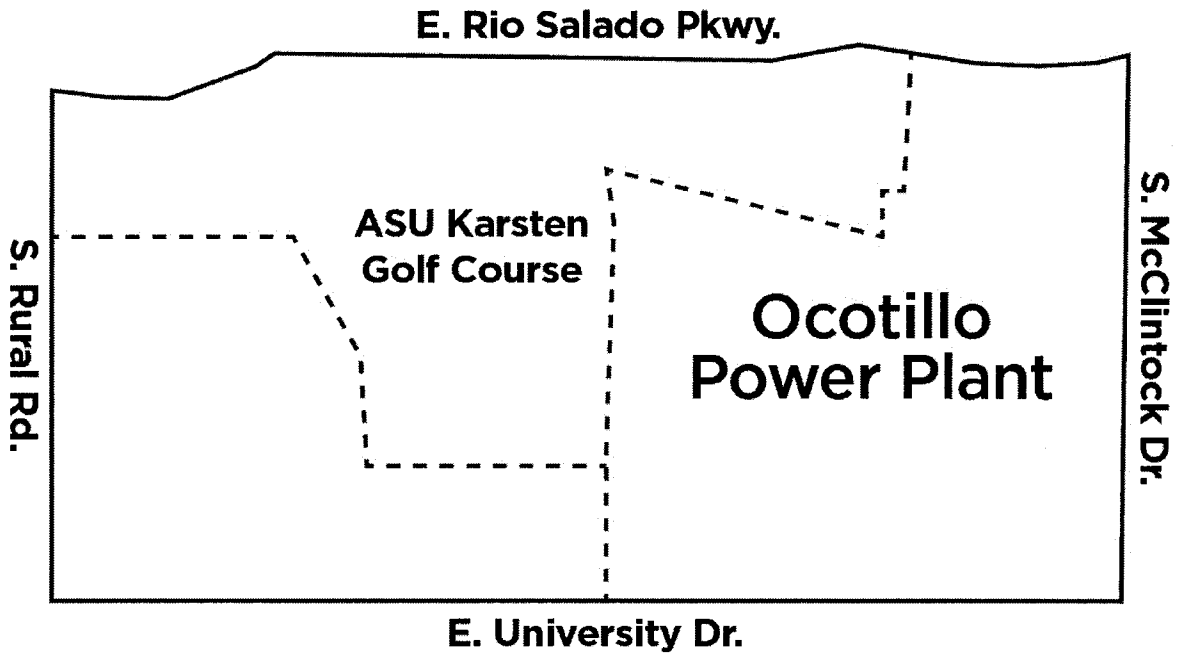 E. Rio Salado Pkwy.
ASU Karsten
Golf Course
S. Rural Rd.
Ocotillo
Power Plant
S. McClintock Dr.
E. University Dr.